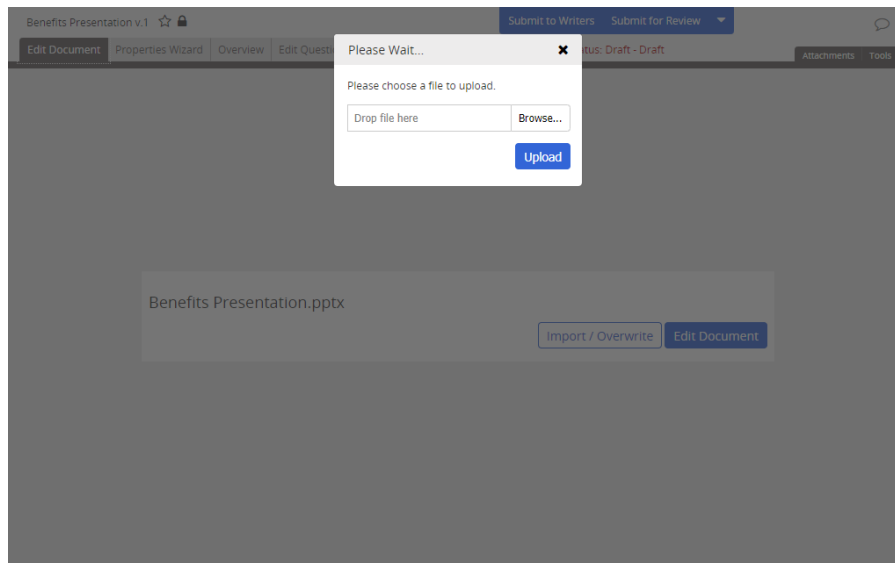 Benefits Presentation v.1
Submit to Writers Submit for Review
Edit Document Properties Wizard Overview Edit Questi
Please Wait...
tus: Draft - Draft
Attachments Tools
Please choose a file to upload.
Drop file here Browse...
Upload
Benefits Presentation.pptx
Import / Overwrite Edit Document